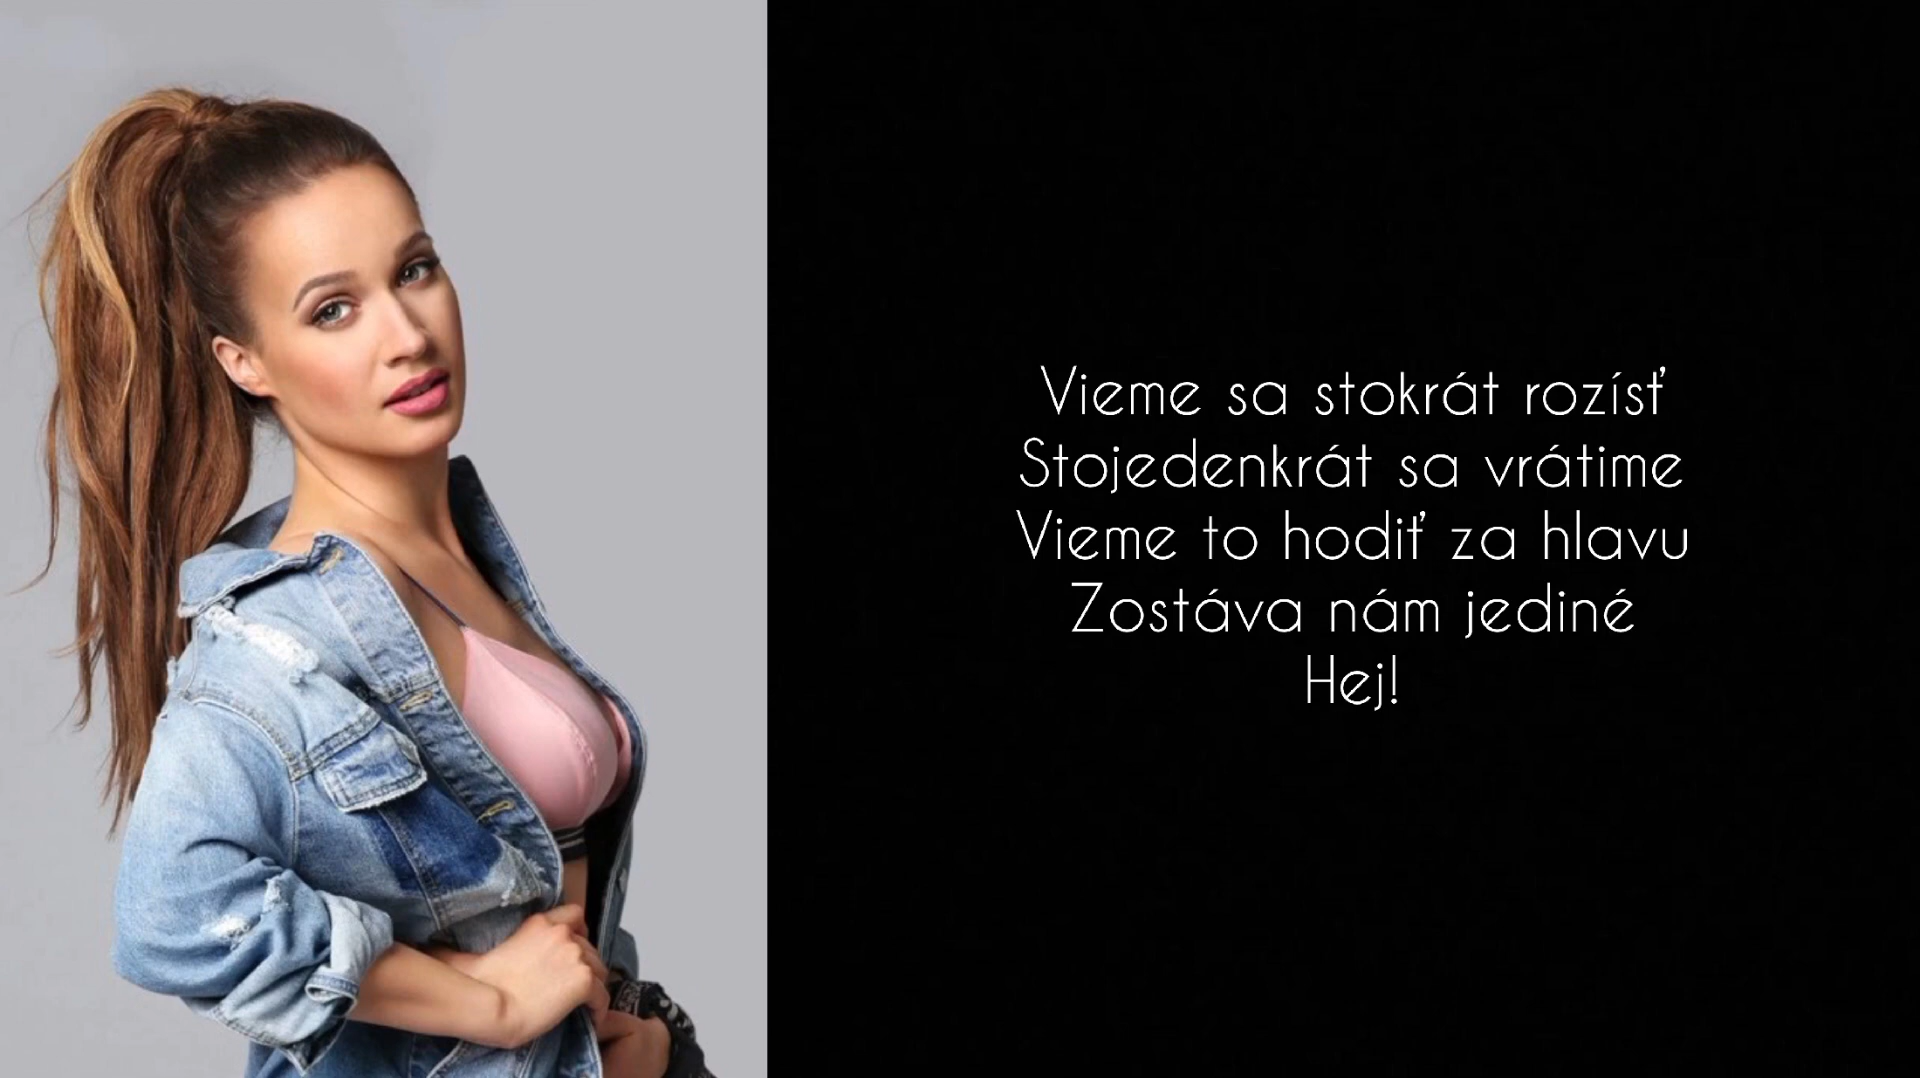 Vieme sa stokrát rozísť
Stojedenkrát sa vrátime
Vieme to hodiť za hlavu
Zostáva nám jediné
Hej!